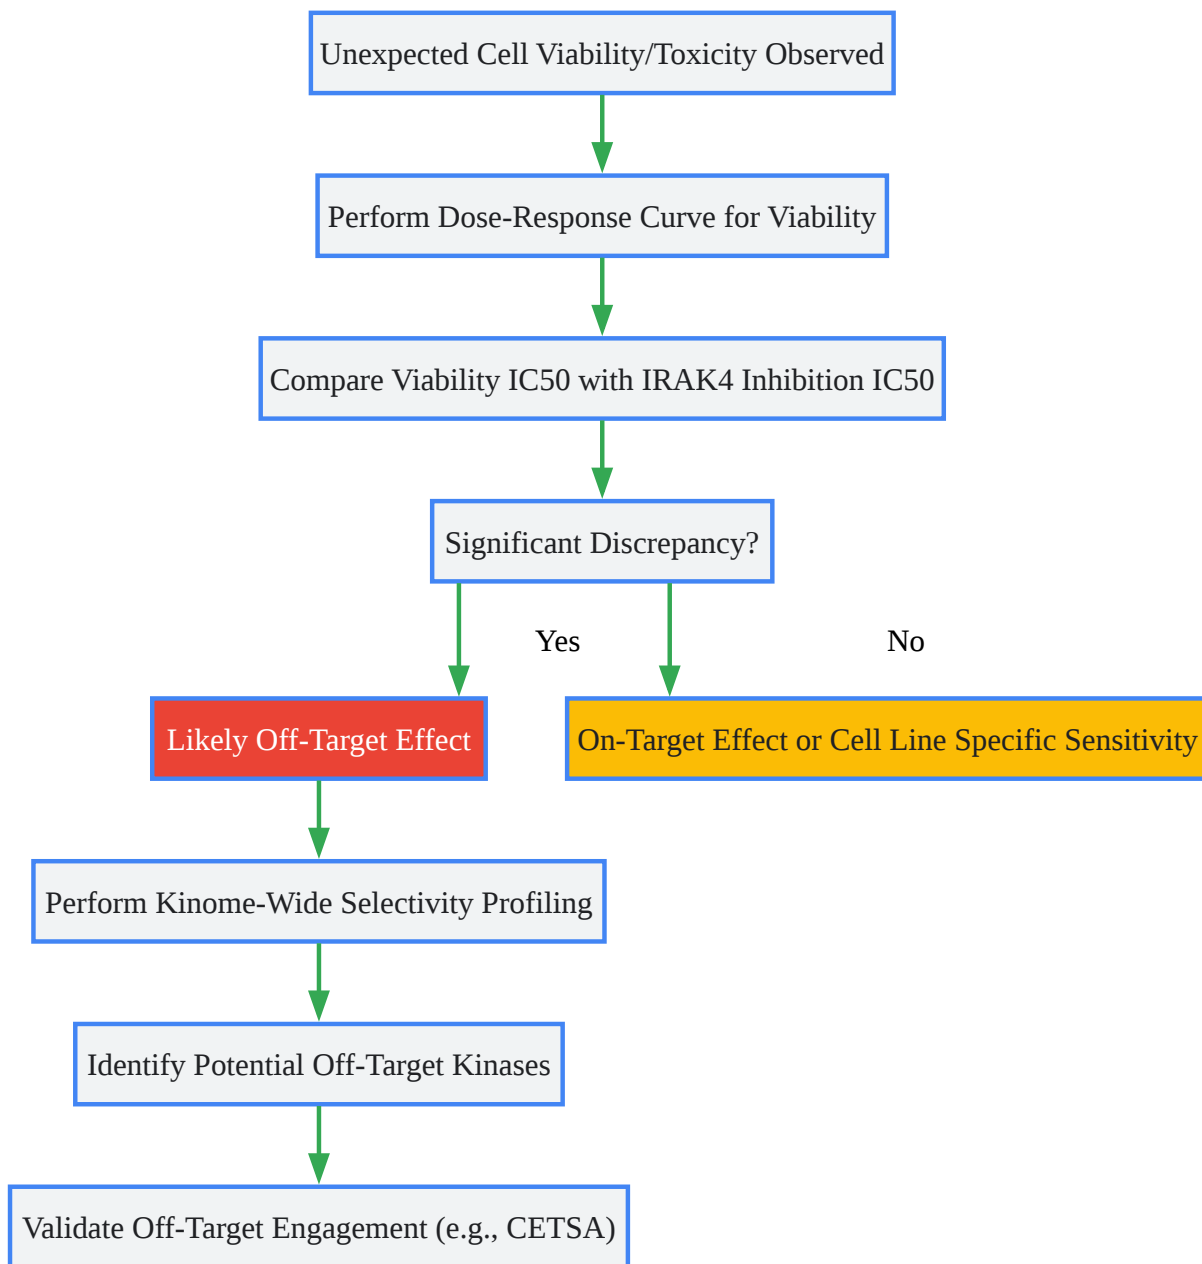 Unexpected Cell Viability/Toxicity Observed
Perform Dose-Response Curve for Viability
Compare Viability IC50 with IRAK4 Inhibition IC50
Significant Discrepancy?
Yes
No
Likely Off-Target Effect
On-Target Effect or Cell Line Specific Sensitivity
Perform Kinome-Wide Selectivity Profiling
Identify Potential Off-Target Kinases
Validate Off-Target Engagement (e.g., CETSA)